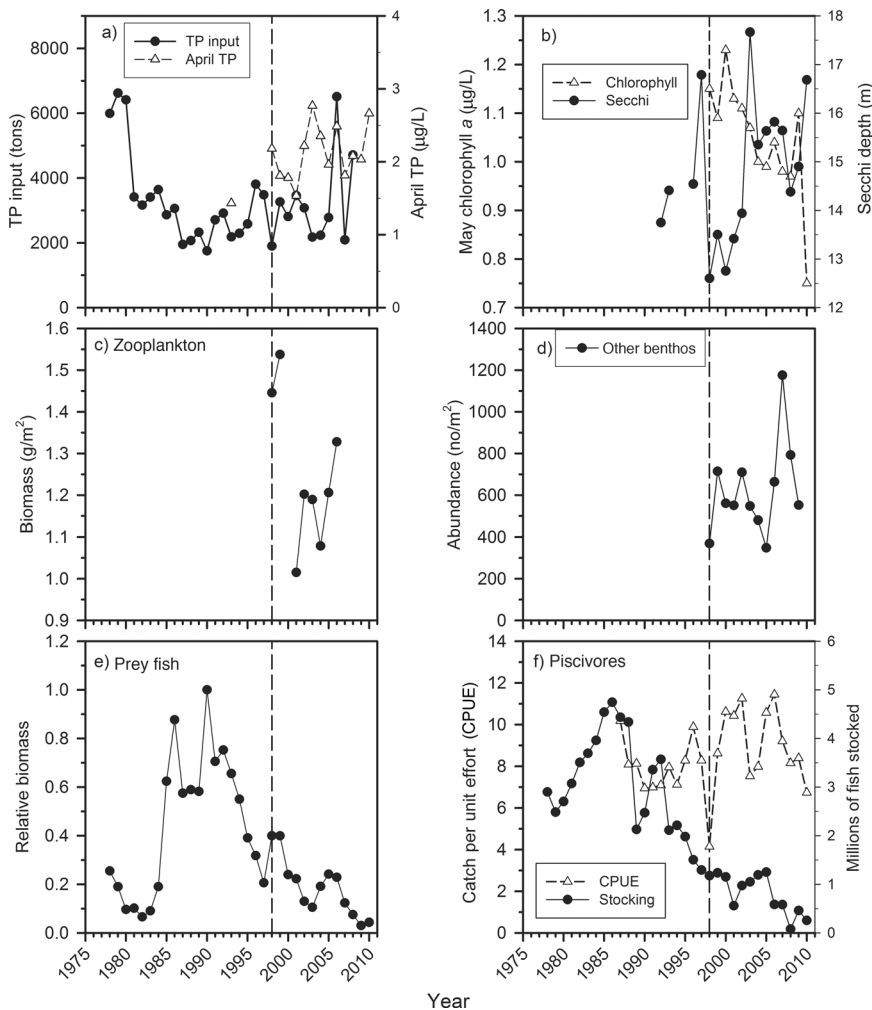 a)
TP input
April TP
8000
6000
4000
2000
0
TP input (tons)
4
3
2
1
0
April TP (µg/L)
b)
Chlorophyll
Secchi
1.3
1.2
1.1
1.0
0.9
0.8
0.7
May chlorophyll a (µg/L)
18
17
16
15
14
13
12
Secchi depth (m)
c) Zooplankton
1.6
1.5
1.4
1.3
1.2
1.1
1.0
0.9
Biomass (g/m²)
d)
Other benthos
1400
1200
1000
800
600
400
200
0
Abundance (no/m²)
1975
e) Prey fish
1.2
1.0
0.8
0.6
0.4
0.2
0.0
Relative biomass
1975 1980 1985 1990 1995 2000 2005 2010
f) Piscivores
CPUE
Stocking
14
12
10
8
6
4
2
0
Catch per unit effort (CPUE)
6
5
4
3
2
1
0
Millions of fish stocked
1975 1980 1985 1990 1995 2000 2005 2010
Year